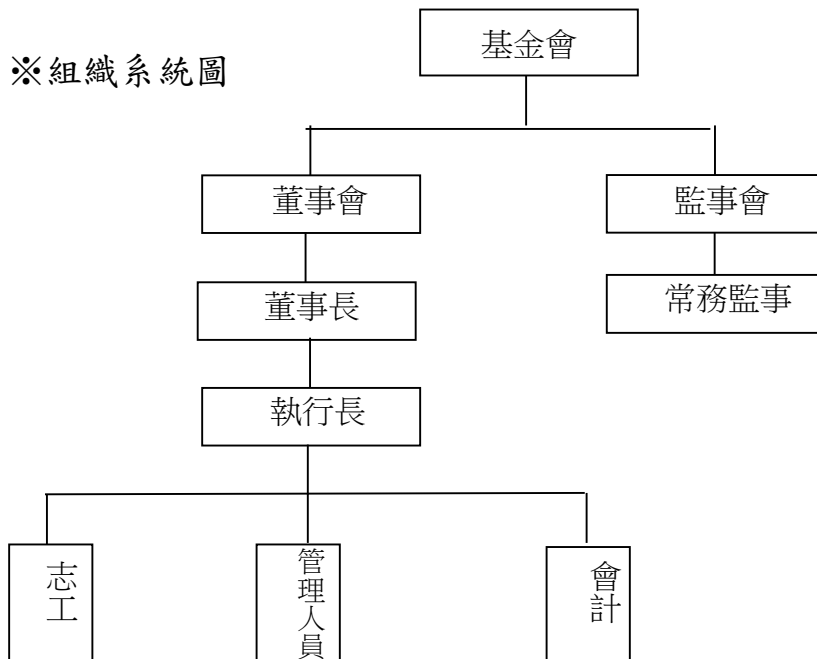 基金會
※組織系統圖
董事會
監事會
董事長
常務監事
執行長
志工
管理人員
會計